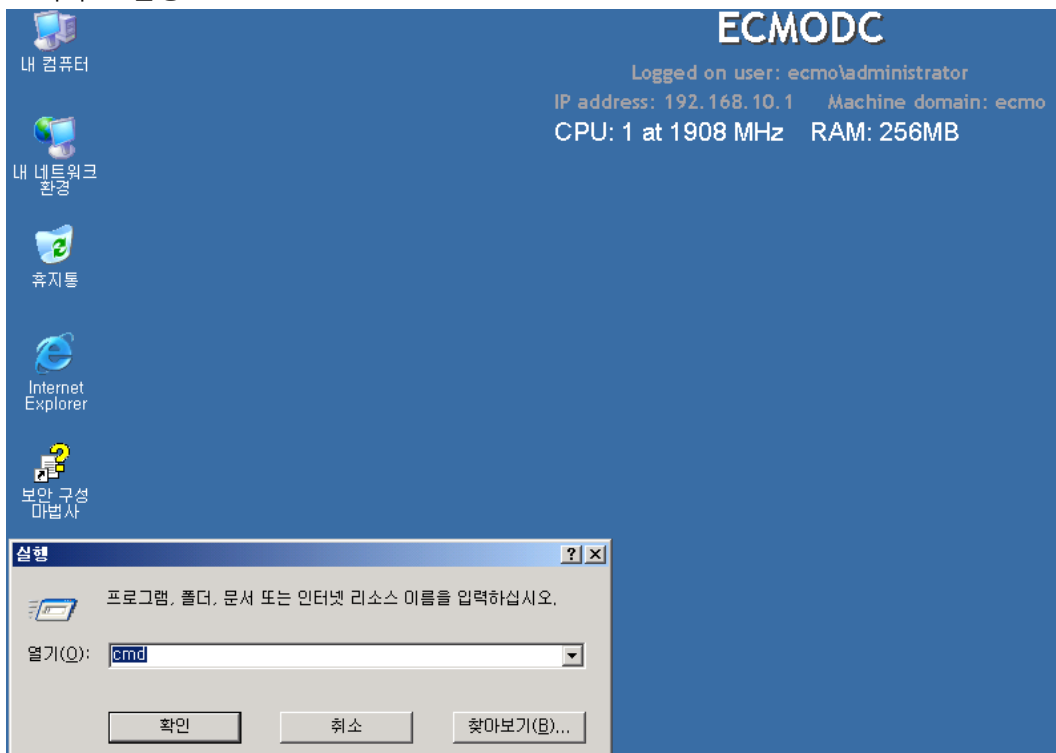 내 컴퓨터
내 네트워크
환경
휴지통
Internet
Explorer
보안 구성
마법사
ECMODC
Logged on user: ecmo\administrator
IP address: 192.168.10.1 Machine domain: ecmo
CPU: 1 at 1908 MHz RAM: 256MB
실행
프로그램, 폴더, 문서 또는 인터넷 리소스 이름을 입력하십시오.
열기(O): cmd
확인 취소 찾아보기(B)...